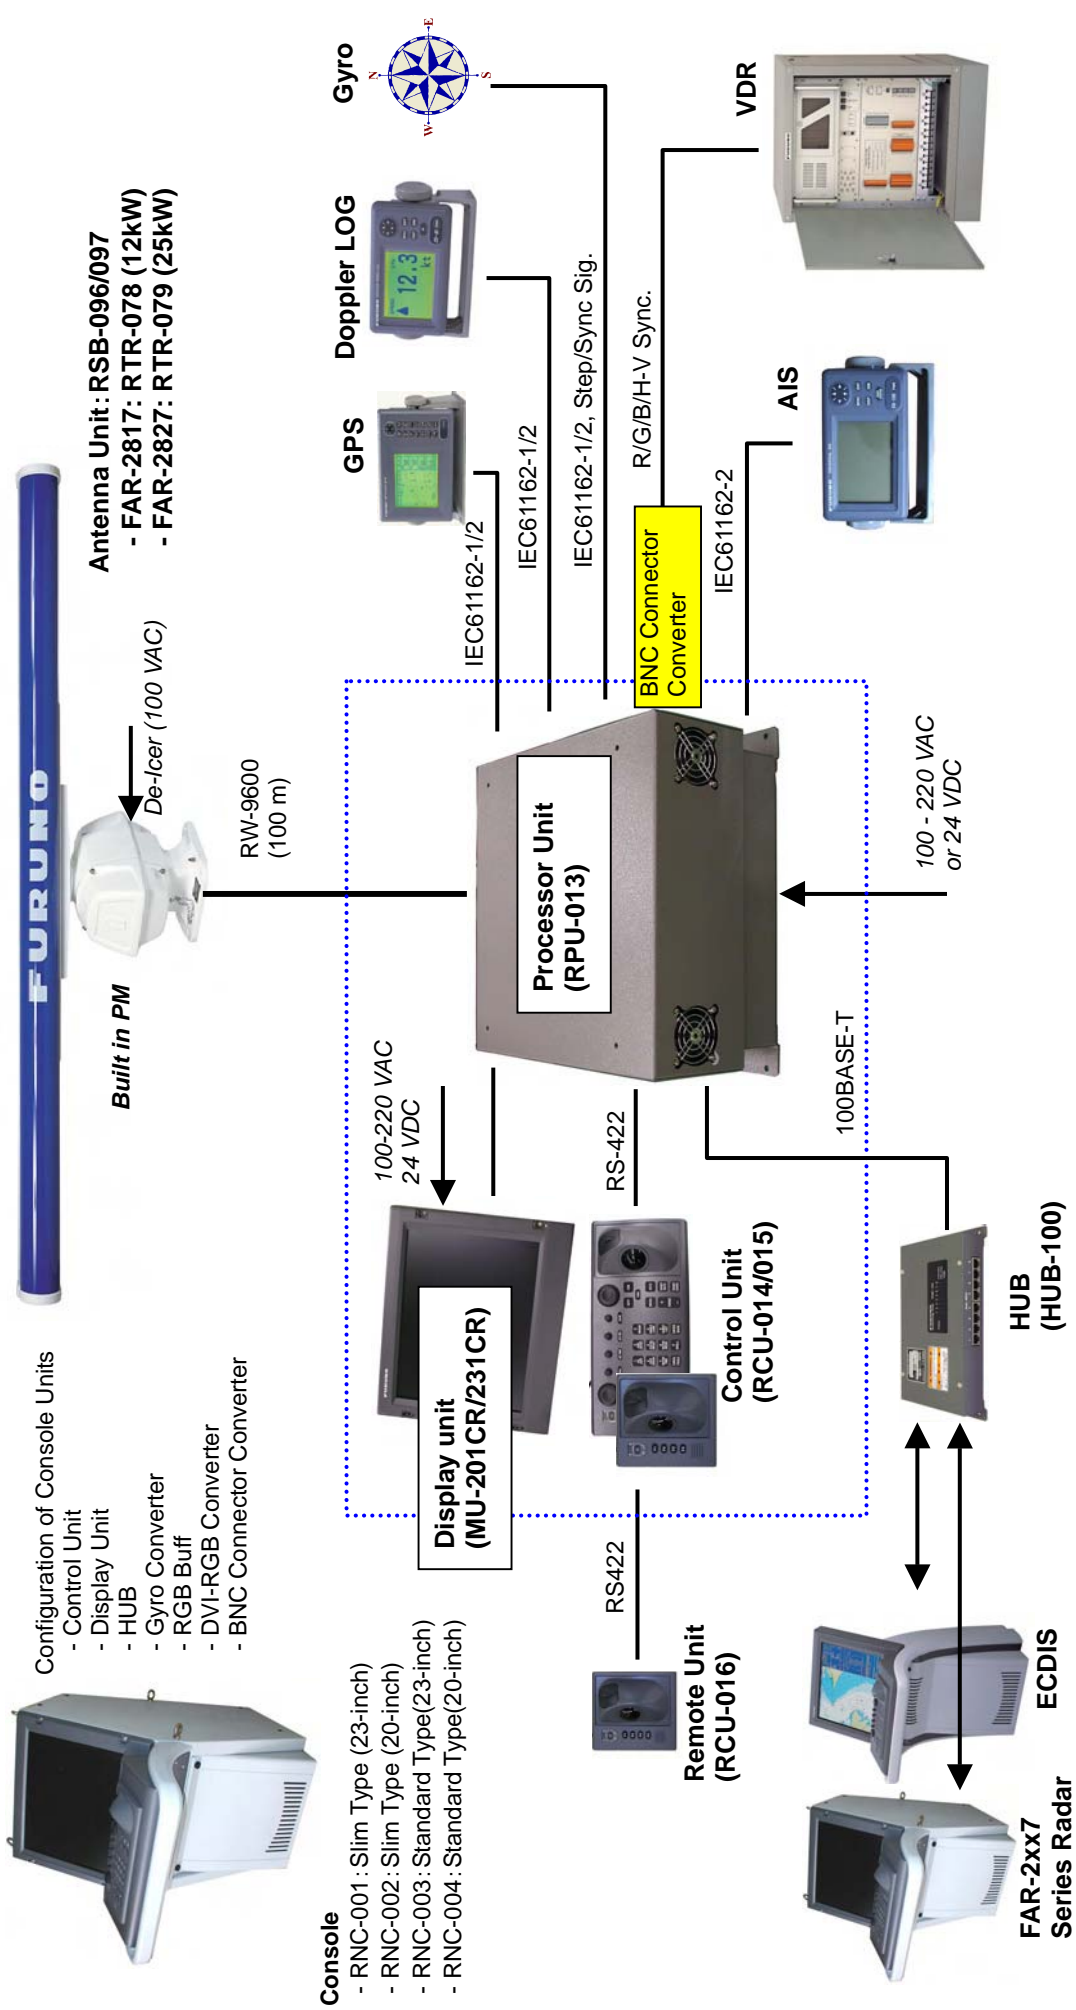 FURUNO
Antenna Unit: RSB-096/097
- FAR-2817: RTR-078 (12kW)
- FAR-2827: RTR-079 (25kW)
De-Icer (100 VAC)
Built in PM
RW-9600
(100 m)
Configuration of Console Units
- Control Unit
- Display Unit
- HUB
- Gyro Converter
- RGB Buff
- DVI-RGB Converter
- BNC Connector Converter
Console
- RNC-001: Slim Type (23-inch)
- RNC-002: Slim Type (20-inch)
- RNC-003: Standard Type(23-inch)
- RNC-004: Standard Type(20-inch)
Display unit
(MU-201CR/231CR)
100-220 VAC
24 VDC
Processor Unit
(RPU-013)
GPS
Doppler LOG
12.3
kt
Gyro
N
E
S
W
IEC61162-1/2
IEC61162-1/2
IEC61162-1/2, Step/Sync Sig.
R/G/B/H-V Sync.
BNC Connector
Converter
VDR
IEC61162-2
AIS
RS-422
Control Unit
(RCU-014/015)
RS422
Remote Unit
(RCU-016)
100BASE-T
100 - 220 VAC
or 24 VDC
HUB
(HUB-100)
ECDIS
FAR-2xx7
Series Radar